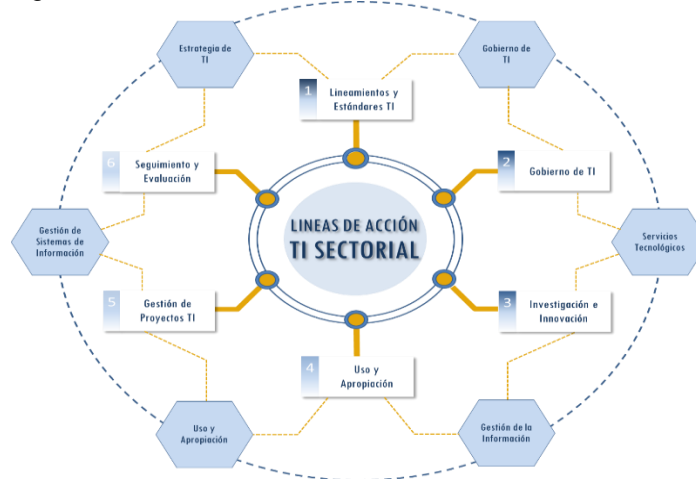 Estrategia de
TI
Gobierno
de TI
1
Lineamientos y
Estándares TI
6
Seguimiento y
Evaluación
2
Gobierno de TI
LINEAS DE ACCIÓN
TI SECTORIAL
Gestión de
Sistemas de
Información
Servicios
Tecnológicos
5
Gestión de
Proyectos TI
3
Investigación e
Innovación
4
Uso y
Apropiación
Uso y
Apropiación
Gestión de la
Información